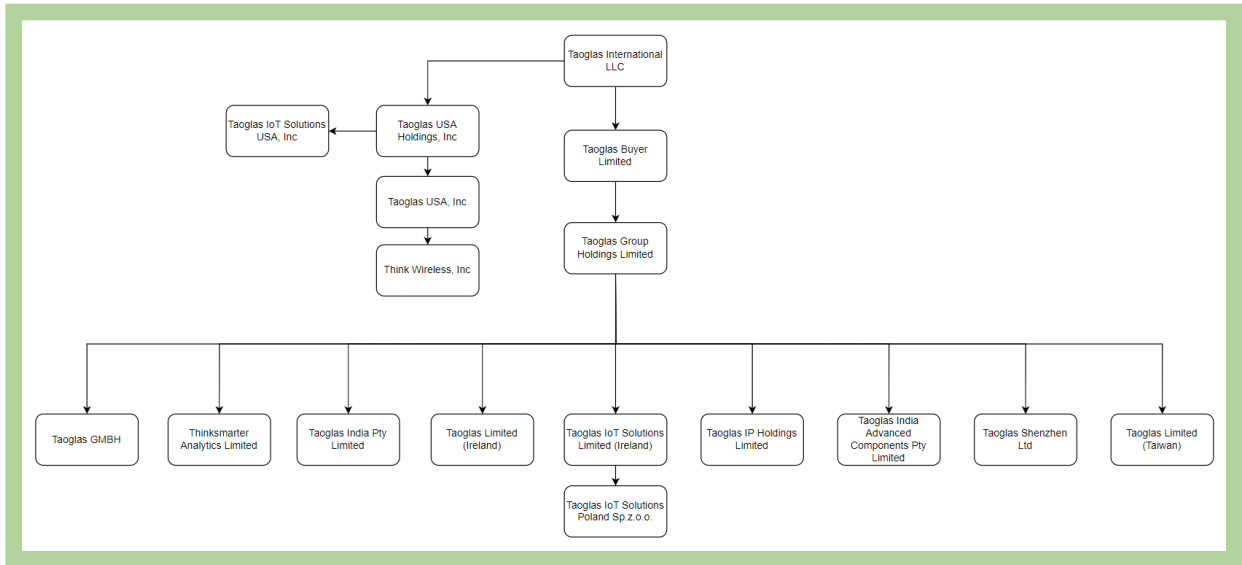 Taoglas International
LLC
Taoglas IoT Solutions
USA, Inc
Taoglas USA
Holdings, Inc
Taoglas Buyer
Limited
Taoglas USA, Inc
Taoglas Group
Holdings Limited
Think Wireless, Inc
Taoglas GMBH
Thinksmarter
Analytics Limited
Taoglas India Pty
Limited
Taoglas Limited
(Ireland)
Taoglas IoT Solutions
Limited (Ireland)
Taoglas IP Holdings
Limited
Taoglas India
Advanced
Components Pty
Limited
Taoglas Shenzhen
Ltd
Taoglas Limited
(Taiwan)
Taoglas IoT Solutions
Poland Sp.z.o.o.